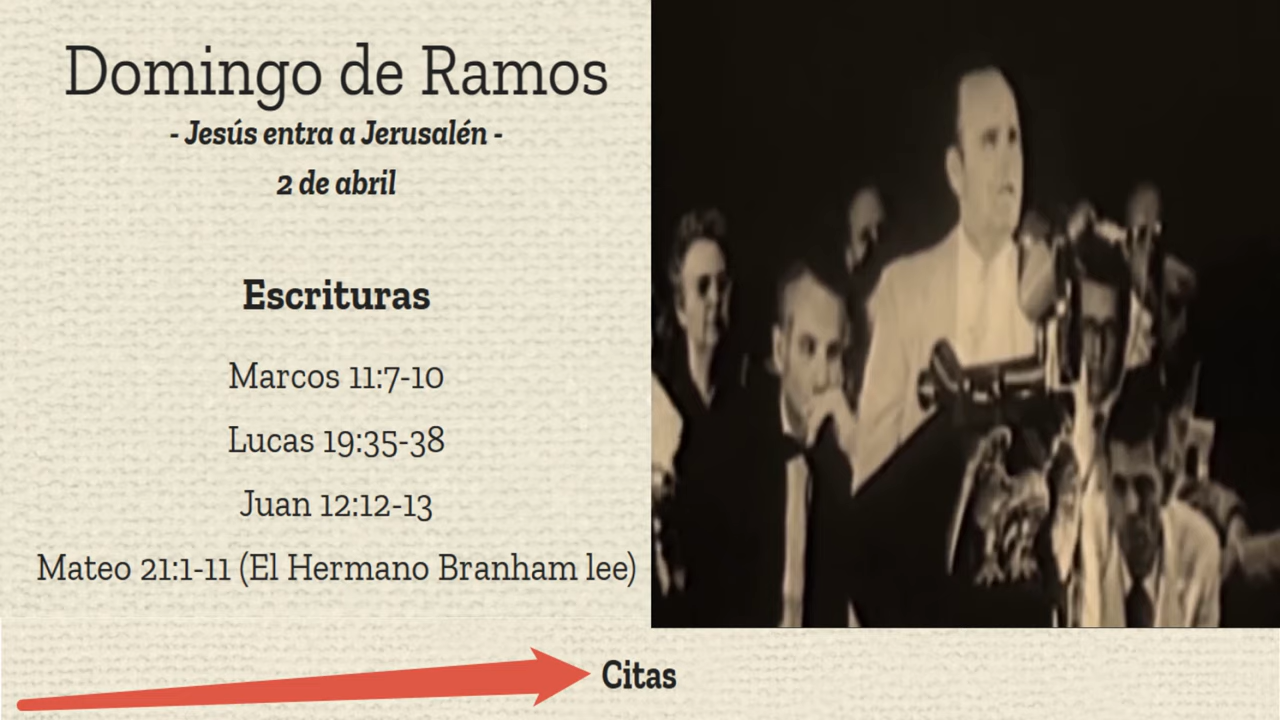 Domingo de Ramos
- Jesús entra a Jerusalén -
2 de abril
Escrituras
Marcos 11:7-10
Lucas 19:35-38
Juan 12:12-13
Mateo 21:1-11 (El Hermano Branham lee)
Citas